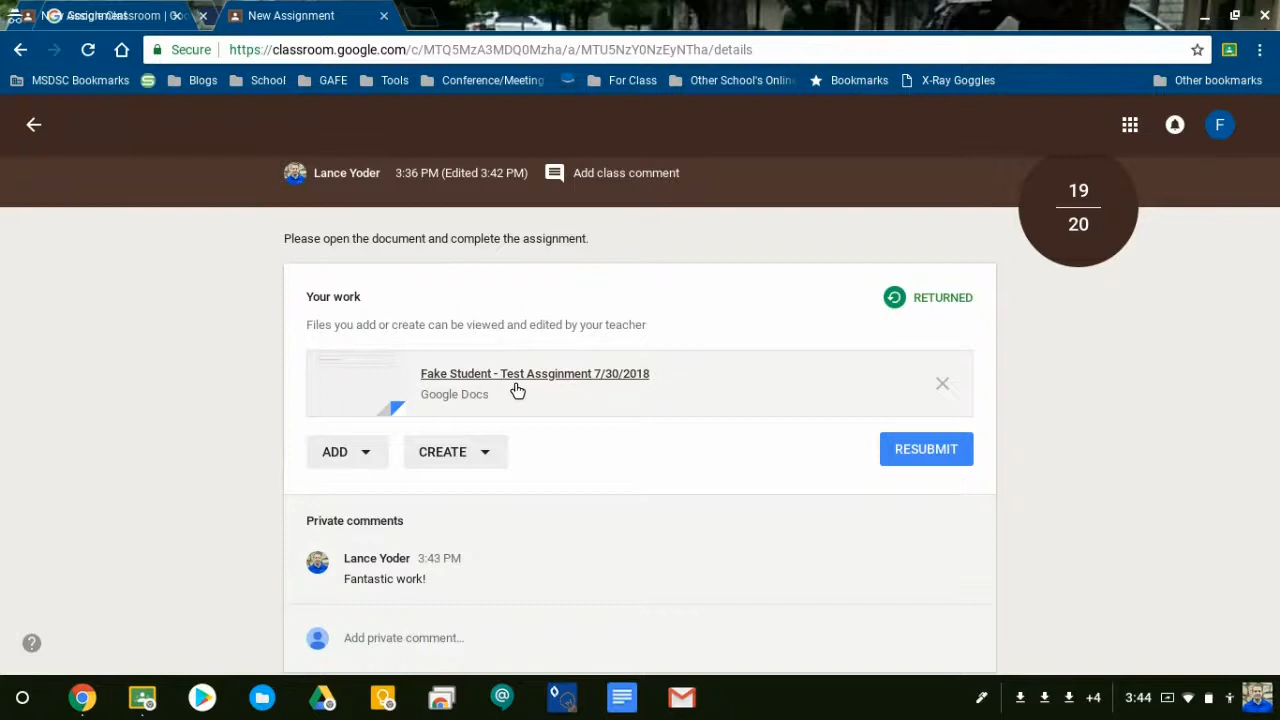 New Assignment
Secure
https://classroom.google.com/c/MTQ5MzA3MDQ0Mzha/a/MTU5NzY0NzEyNTha/details
MSDSC Bookmarks Blogs School GAFE Tools Conference/Meeting For Class Other School's Onlin Bookmarks X-Ray Goggles Other bookmarks
F
Lance Yoder 3:36 PM (Edited 3:42 PM) Add class comment
19
20
Please open the document and complete the assignment.
Your work
RETURNED
Files you add or create can be viewed and edited by your teacher
Fake Student - Test Assginment 7/30/2018
Google Docs
ADD CREATE RESUBMIT
Private comments
Lance Yoder 3:43 PM
Fantastic work!
Add private comment...
+4 3:44